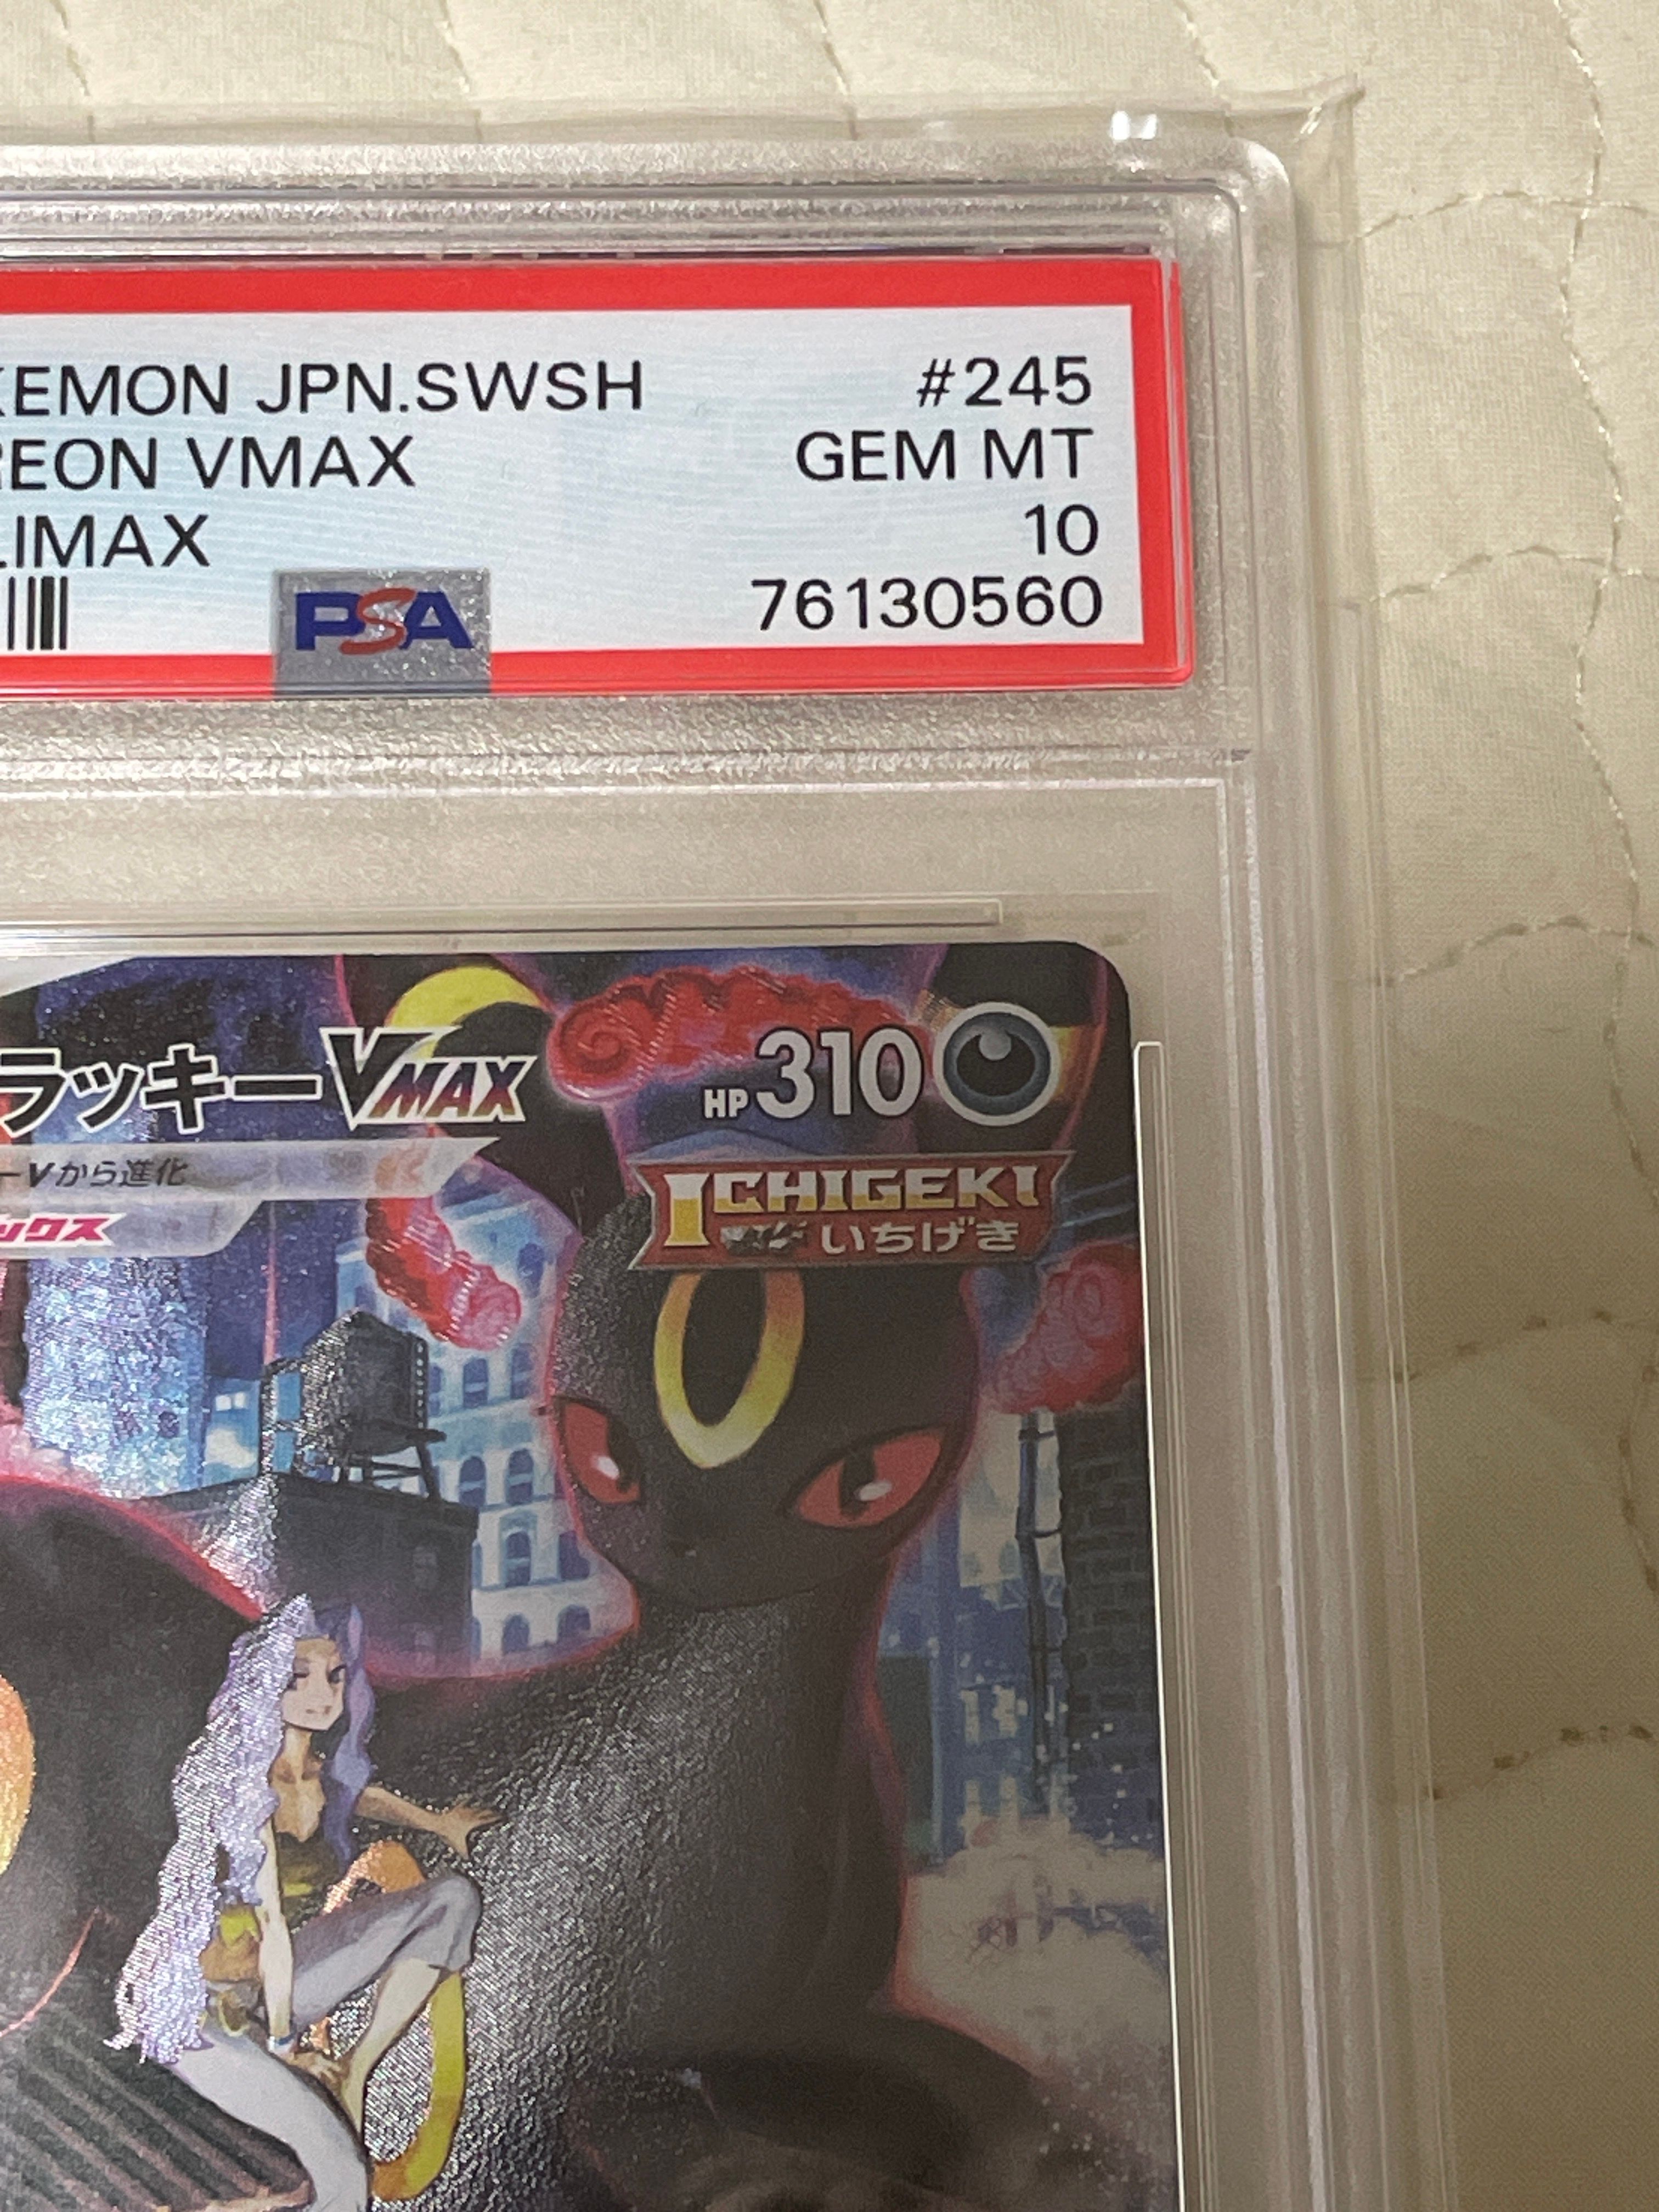 KEMON JPN.SWSH #245
REON VMAX GEM MT
LIMAX 10
PSA 76130560
ラッキーVMAX HP310
ーVから進化
ックス
ICHIGEKI
いちげき